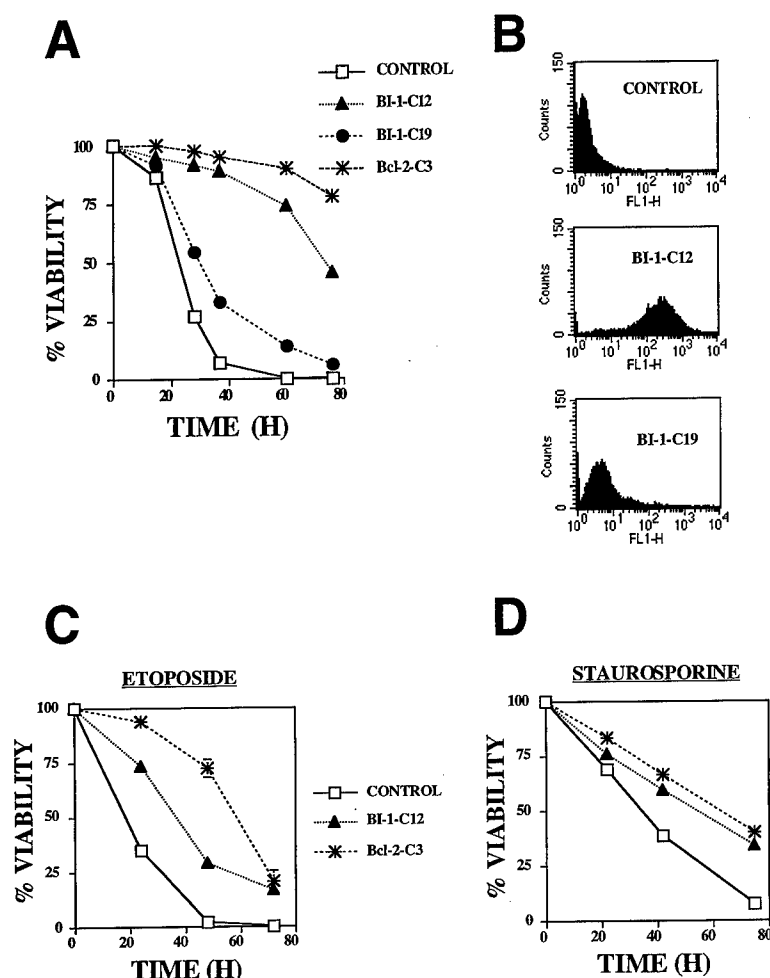 A
CONTROL
BI-1-C12
BI-1-C19
Bcl-2-C3
100
75
50
25
0
% VIABILITY
0 20 40 60 80
TIME (H)
B
150
Counts
0
CONTROL
10^0 10^1 10^2 10^3 10^4
FL1-H
150
Counts
0
BI-1-C12
10^0 10^1 10^2 10^3 10^4
FL1-H
150
Counts
0
BI-1-C19
10^0 10^1 10^2 10^3 10^4
FL1-H
C
ETOPOSIDE
100
75
50
25
0
% VIABILITY
0 20 40 60 80
TIME (H)
CONTROL
BI-1-C12
Bcl-2-C3
D
STAUROSPORINE
100
75
50
25
0
% VIABILITY
0 20 40 60 80
TIME (H)